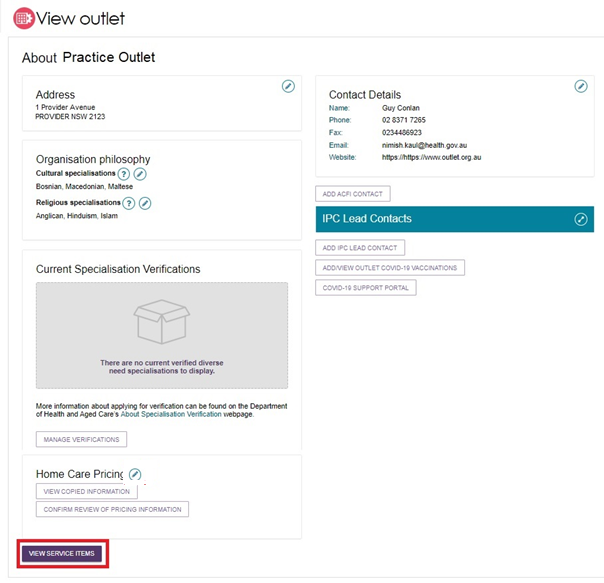 View outlet
About Practice Outlet
Address
1 Provider Avenue
PROVIDER NSW 2123
Organisation philosophy
Cultural specialisations ?
Bosnian, Macedonian, Maltese
Religious specialisations ?
Anglican, Hinduism, Islam
Current Specialisation Verifications
There are no current verified diverse
need specialisations to display.
More information about applying for verification can be found on the Department
of Health and Aged Care's About Specialisation Verification webpage.
MANAGE VERIFICATIONS
Home Care Pricing
VIEW COPIED INFORMATION
CONFIRM REVIEW OF PRICING INFORMATION
VIEW SERVICE ITEMS
Contact Details
Name: Guy Conlan
Phone: 02 8371 7265
Fax: 0234486923
Email: nimish.kaul@health.gov.au
Website: https://https://www.outlet.org.au
ADD ACFI CONTACT
IPC Lead Contacts
ADD IPC LEAD CONTACT
ADD/VIEW OUTLET COVID-19 VACCINATIONS
COVID-19 SUPPORT PORTAL